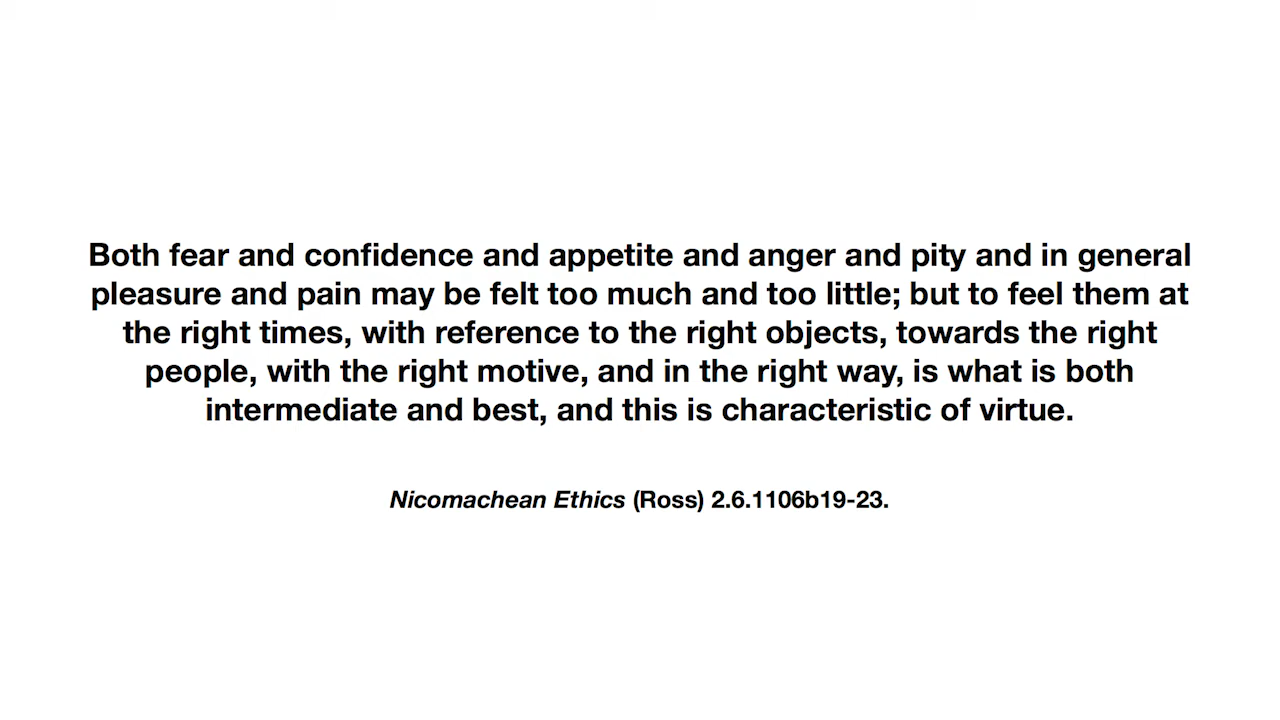 Both fear and confidence and appetite and anger and pity and in general
pleasure and pain may be felt too much and too little; but to feel them at
the right times, with reference to the right objects, towards the right
people, with the right motive, and in the right way, is what is both
intermediate and best, and this is characteristic of virtue.
Nicomachean Ethics (Ross) 2.6.1106b19-23.